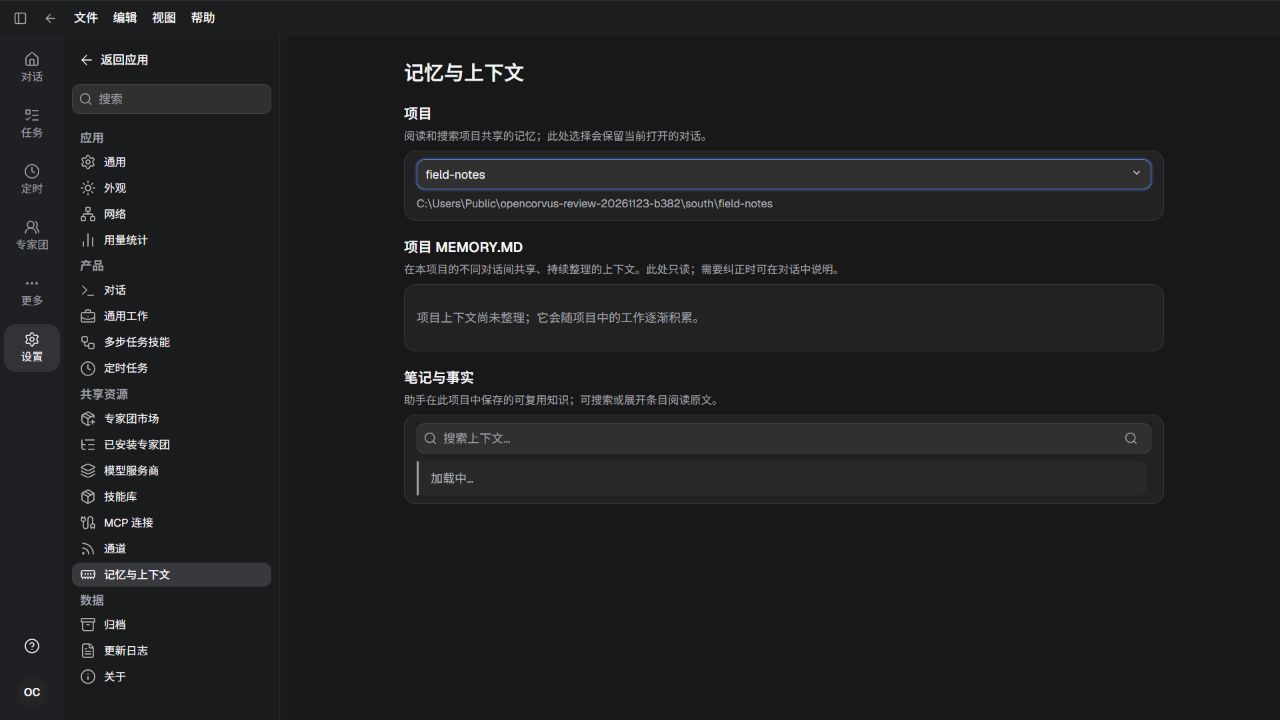 文件 编辑 视图 帮助
对话
任务
定时
专家团
更多
设置
OC
返回应用
搜索
应用
通用
外观
网络
用量统计
产品
对话
通用工作
多步任务技能
定时任务
共享资源
专家团市场
已安装专家团
模型服务商
技能库
MCP 连接
通道
记忆与上下文
数据
归档
更新日志
关于
记忆与上下文
项目
阅读和搜索项目共享的记忆；此处选择会保留当前打开的对话。
field-notes
C:\Users\Public\opencorvus-review-20261123-b382\south\field-notes
项目 MEMORY.MD
在本项目的不同对话间共享、持续整理的上下文。此处只读；需要纠正时可在对话中说明。
项目上下文尚未整理；它会随项目中的工作逐渐积累。
笔记与事实
助手在此项目中保存的可复用知识；可搜索或展开条目阅读原文。
搜索上下文...
加载中...